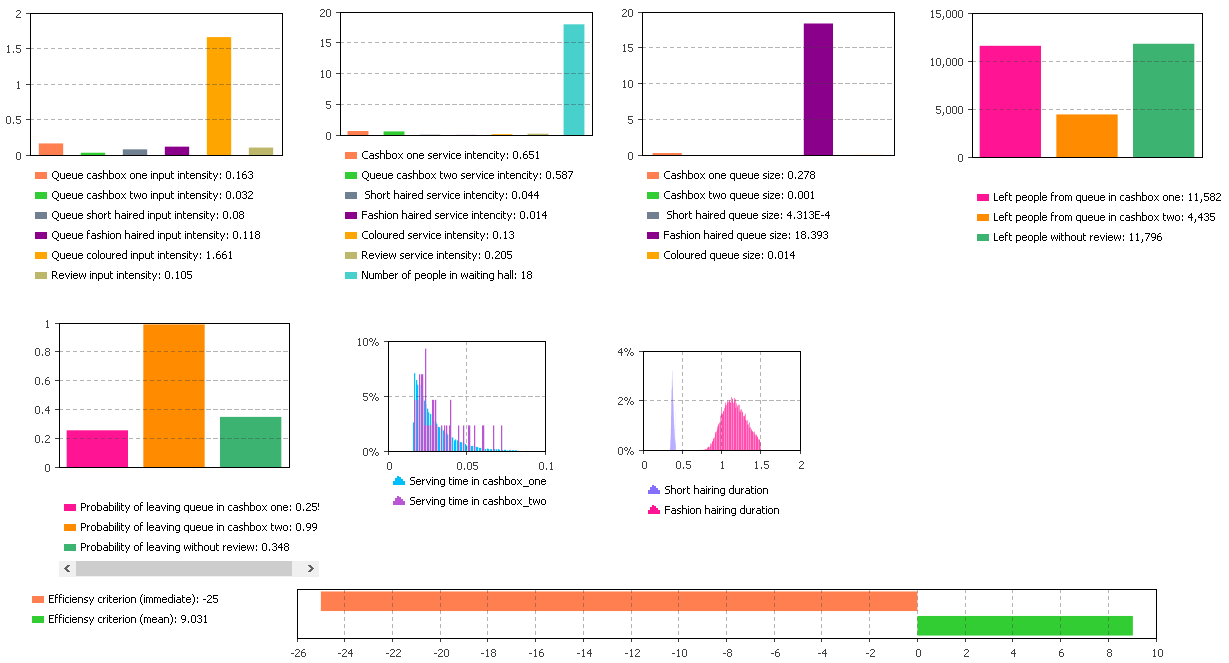 2
1.5
1
0.5
0
Queue cashbox one input intensity: 0.163
Queue cashbox two input intensity: 0.032
Queue short haired input intensity: 0.08
Queue fashion haired input intensity: 0.118
Queue coloured input intensity: 1.661
Review input intensity: 0.105
20
15
10
5
0
Cashbox one service intencity: 0.651
Queue cashbox two service intencity: 0.587
Short haired service intencity: 0.044
Fashion haired service intencity: 0.014
Coloured service intensity: 0.13
Review service intensity: 0.205
Number of people in waiting hall: 18
20
15
10
5
0
Cashbox one queue size: 0.278
Cashbox two queue size: 0.001
Short haired queue size: 4.313E-4
Fashion haired queue size: 18.393
Coloured queue size: 0.014
15,000
10,000
5,000
0
Left people from queue in cashbox one: 11,582
Left people from queue in cashbox two: 4,435
Left people without review: 11,796
1
0.8
0.6
0.4
0.2
0
Probability of leaving queue in cashbox one: 0.25
Probability of leaving queue in cashbox two: 0.99
Probability of leaving without review: 0.348
10%
5%
0%
0 0.05 0.1
Serving time in cashbox_one
Serving time in cashbox_two
4%
2%
0%
0 0.5 1 1.5 2
Short hairing duration
Fashion hairing duration
Efficiensy criterion (immediate): -25
Efficiensy criterion (mean): 9.031
-26 -24 -22 -20 -18 -16 -14 -12 -10 -8 -6 -4 -2 0 2 4 6 8 10